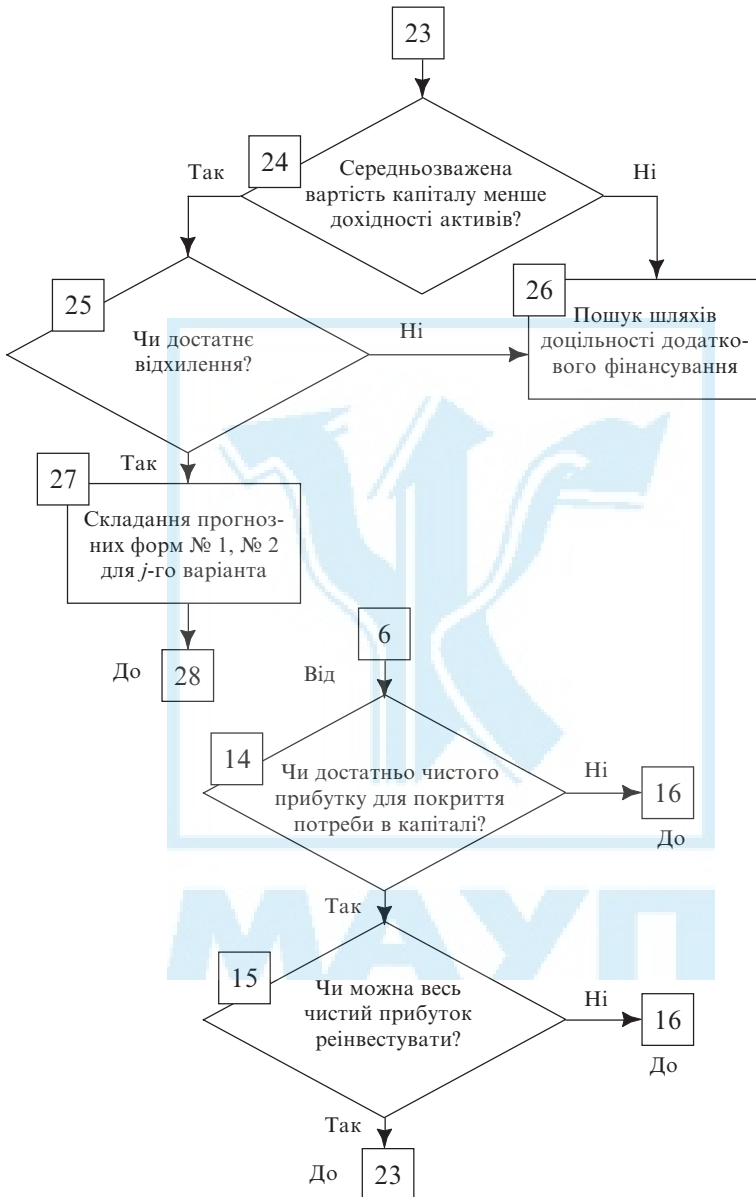 23
24
Так
Середньозважена
вартість капіталу менше
дохідності активів?
Ні
25
Чи достатнє
відхилення?
Ні
26
Пошук шляхів
доцільності додатко-
вого фінансування
Так
27
Складання прогноз-
них форм № 1, № 2
для j-го варіанта
До
28
6
Від
14
Чи достатньо чистого
прибутку для покриття
потреби в капіталі?
Ні
16
До
Так
МАУП
15
Чи можна весь
чистий прибуток
реінвестувати?
Ні
16
До
Так
До
23